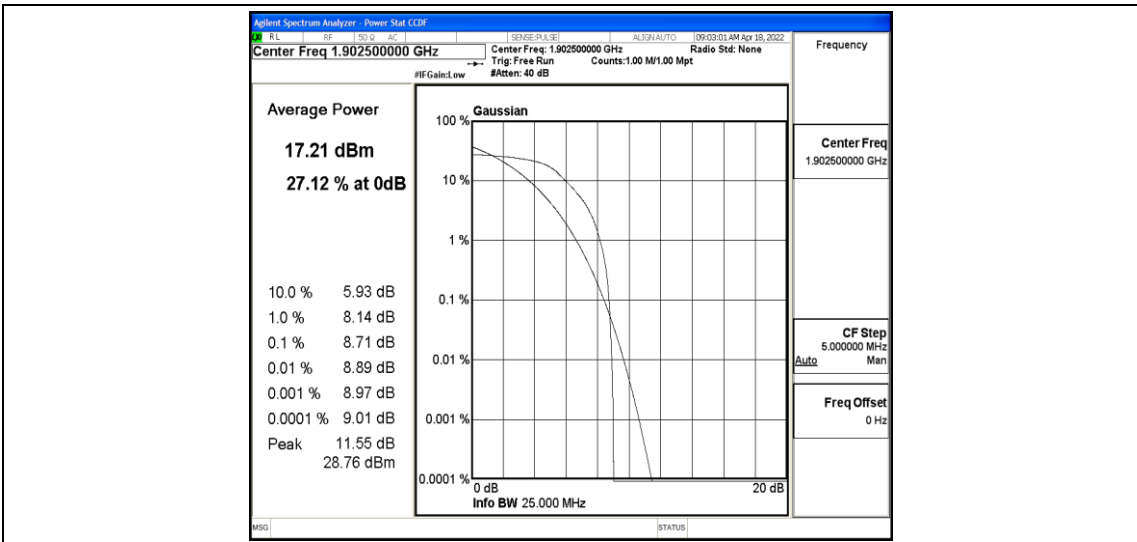 Agilent Spectrum Analyzer - Power Stat CCDF
LXI RL RF 50 Ω AC SENSE:PULSE ALIGNAUTO 09:03:01 AM Apr 18, 2022
Center Freq 1.902500000 GHz
Center Freq: 1.902500000 GHz Radio Std: None
Trig: Free Run Counts:1.00 M/1.00 Mpt
#IFGain:Low #Atten: 40 dB
Average Power
17.21 dBm
27.12 % at 0dB
10.0 % 5.93 dB
1.0 % 8.14 dB
0.1 % 8.71 dB
0.01 % 8.89 dB
0.001 % 8.97 dB
0.0001 % 9.01 dB
Peak 11.55 dB
28.76 dBm
Gaussian
100 %
10 %
1 %
0.1 %
0.01 %
0.001 %
0.0001 %
0 dB 20 dB
Info BW 25.000 MHz
Frequency
Center Freq
1.902500000 GHz
CF Step
5.000000 MHz
Auto Man
Freq Offset
0 Hz
MSG STATUS